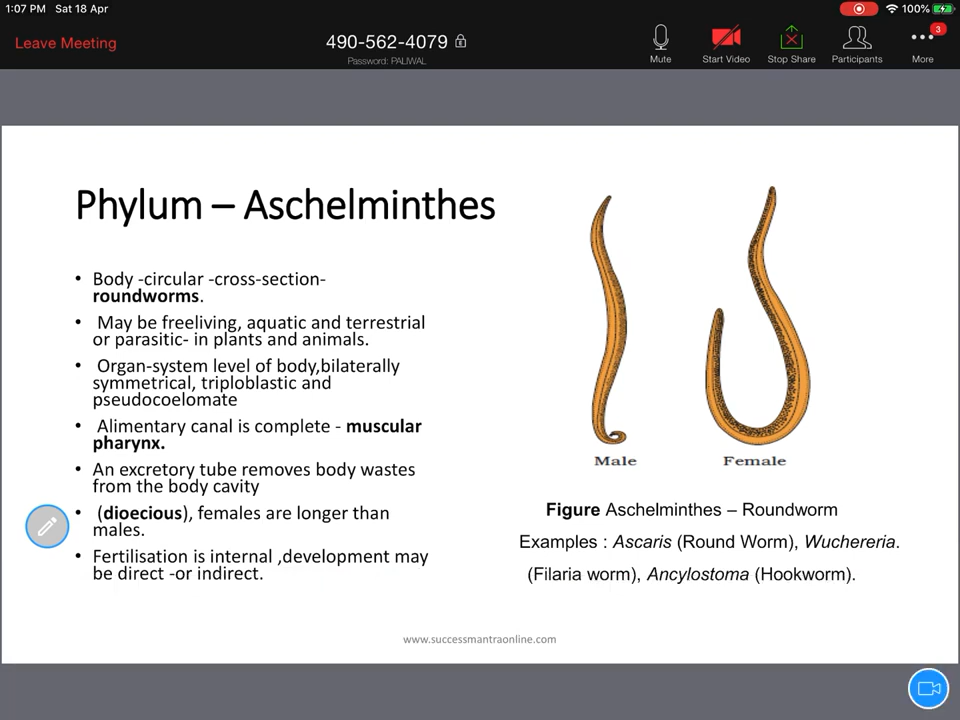 1:07 PM Sat 18 Apr
100%
Leave Meeting
490-562-4079
Password: PALIWAL
Mute
Start Video
Stop Share
Participants
3
More
Phylum – Aschelminthes
• Body -circular -cross-section-
roundworms.
• May be freeliving, aquatic and terrestrial
or parasitic- in plants and animals.
• Organ-system level of body,bilaterally
symmetrical, triploblastic and
pseudocoelomate
• Alimentary canal is complete - muscular
pharynx.
• An excretory tube removes body wastes
from the body cavity
• (dioecious), females are longer than
males.
• Fertilisation is internal ,development may
be direct -or indirect.
Male
Female
Figure Aschelminthes – Roundworm
Examples : Ascaris (Round Worm), Wuchereria.
(Filaria worm), Ancylostoma (Hookworm).
www.successmantraonline.com